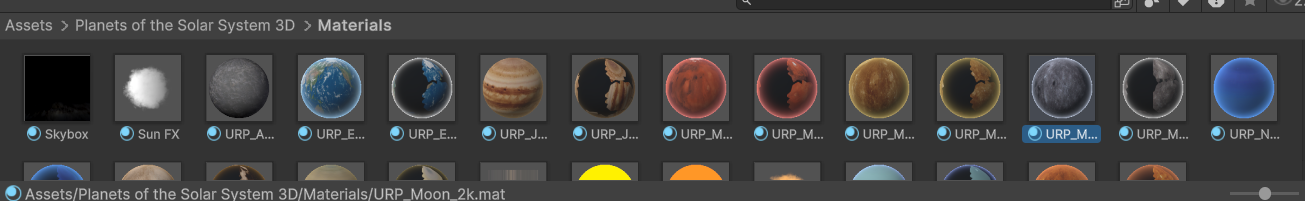 Assets > Planets of the Solar System 3D > Materials
Skybox
Sun FX
URP_A...
URP_E...
URP_E...
URP_J...
URP_J...
URP_M...
URP_M...
URP_M...
URP_M...
URP_M...
URP_M...
URP_N...
Assets/Planets of the Solar System 3D/Materials/URP_Moon_2k.mat